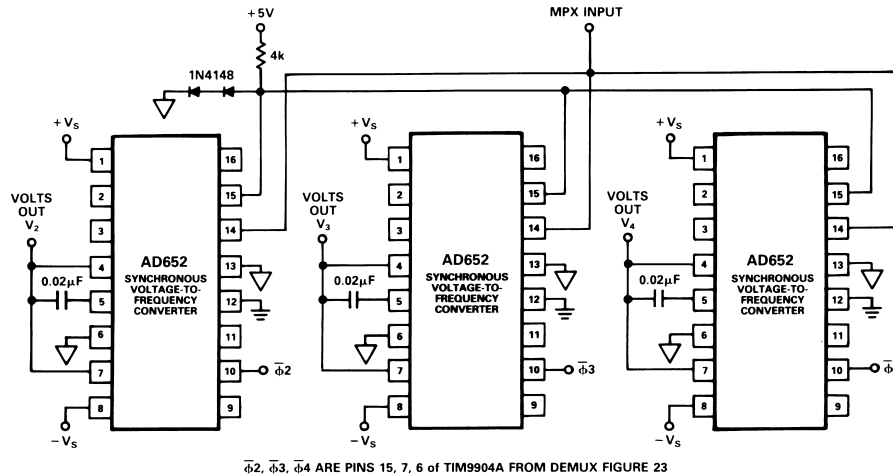 +5V
MPX INPUT
4k
1N4148
+VS
1
2
3
4
5
6
7
8
16
15
14
13
12
11
10
9
VOLTS
OUT
V2
0.02μF
AD652
SYNCHRONOUS
VOLTAGE-TO-
FREQUENCY
CONVERTER
ϕ̅2
−VS
+VS
1
2
3
4
5
6
7
8
16
15
14
13
12
11
10
9
VOLTS
OUT
V3
0.02μF
AD652
SYNCHRONOUS
VOLTAGE-TO-
FREQUENCY
CONVERTER
ϕ̅3
−VS
+VS
1
2
3
4
5
6
7
8
16
15
14
13
12
11
10
9
VOLTS
OUT
V4
0.02μF
AD652
SYNCHRONOUS
VOLTAGE-TO-
FREQUENCY
CONVERTER
ϕ̅
−VS
ϕ̅2, ϕ̅3, ϕ̅4 ARE PINS 15, 7, 6 of TIM9904A FROM DEMUX FIGURE 23